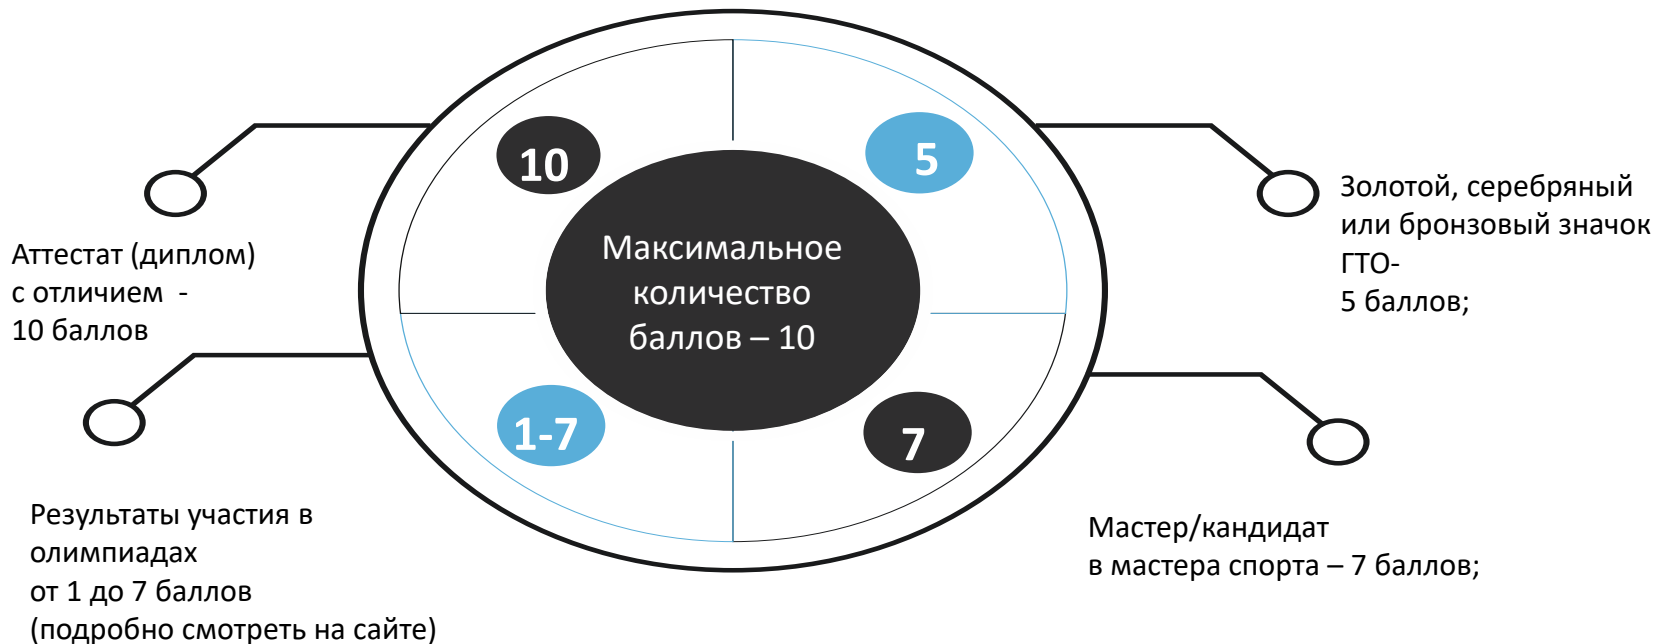 10
5
Максимальное
количество
баллов – 10
1-7
7
Аттестат (диплом)
с отличием -
10 баллов
Золотой, серебряный
или бронзовый значок
ГТО-
5 баллов;
Результаты участия в
олимпиадах
от 1 до 7 баллов
(подробно смотреть на сайте)
Мастер/кандидат
в мастера спорта – 7 баллов;